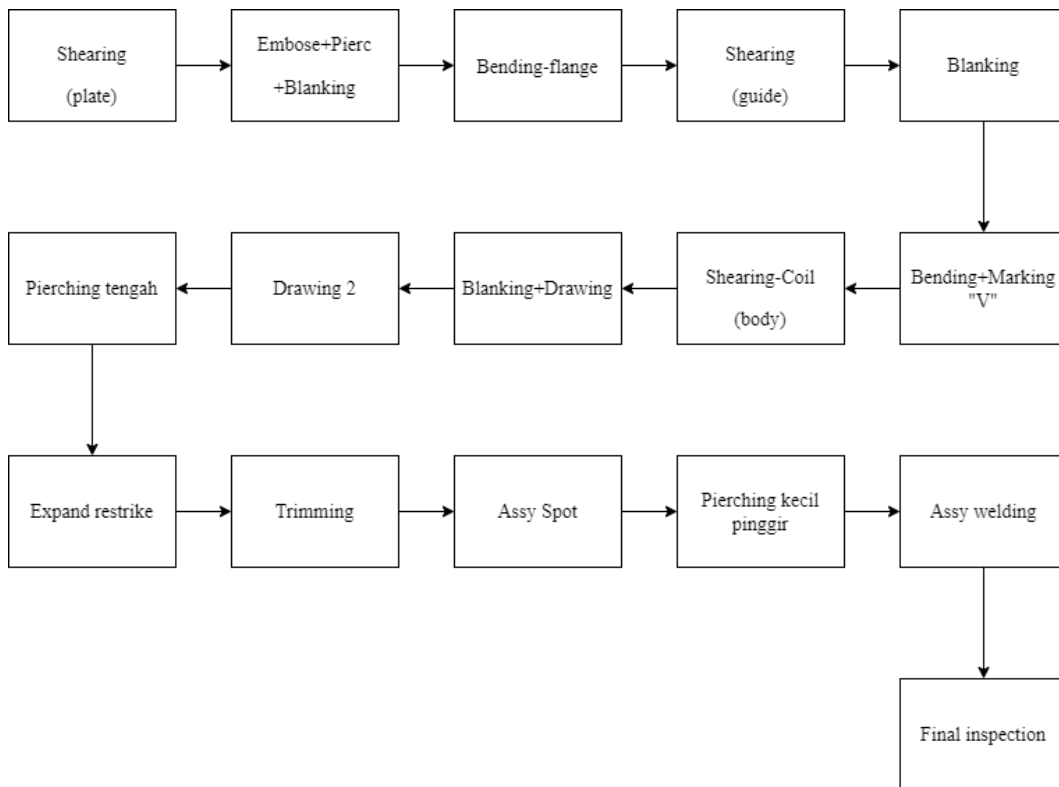 Shearing
(plate)
Embose+Pierc
+Blanking
Bending-flange
Shearing
(guide)
Blanking
Bending+Marking
"V"
Shearing-Coil
(body)
Blanking+Drawing
Drawing 2
Pierching tengah
Expand restrike
Trimming
Assy Spot
Pierching kecil
pinggir
Assy welding
Final inspection